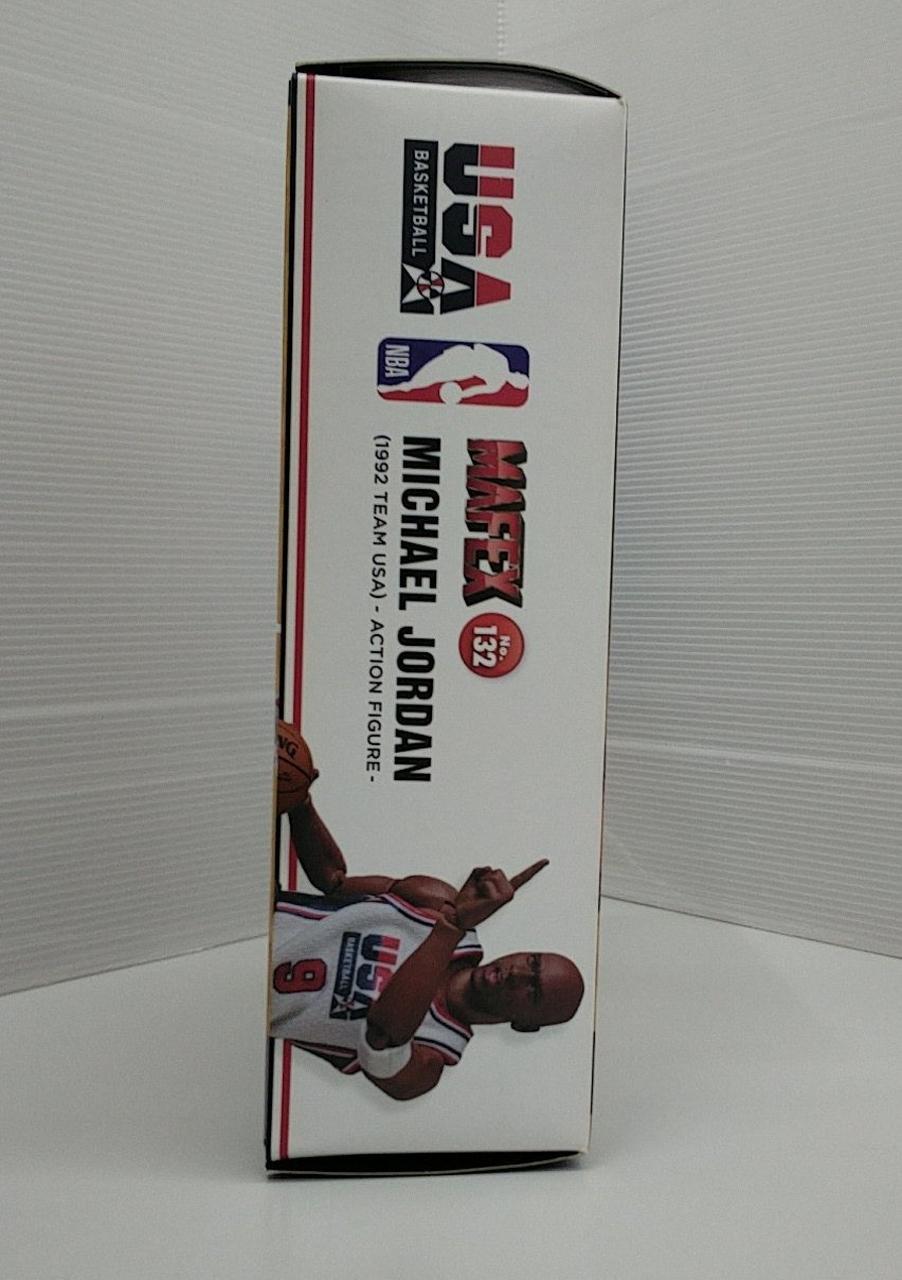 USA
BASKETBALL
NBA
MAFEX No. 132
MICHAEL JORDAN
(1992 TEAM USA) - ACTION FIGURE -
USA
BASKETBALL
9